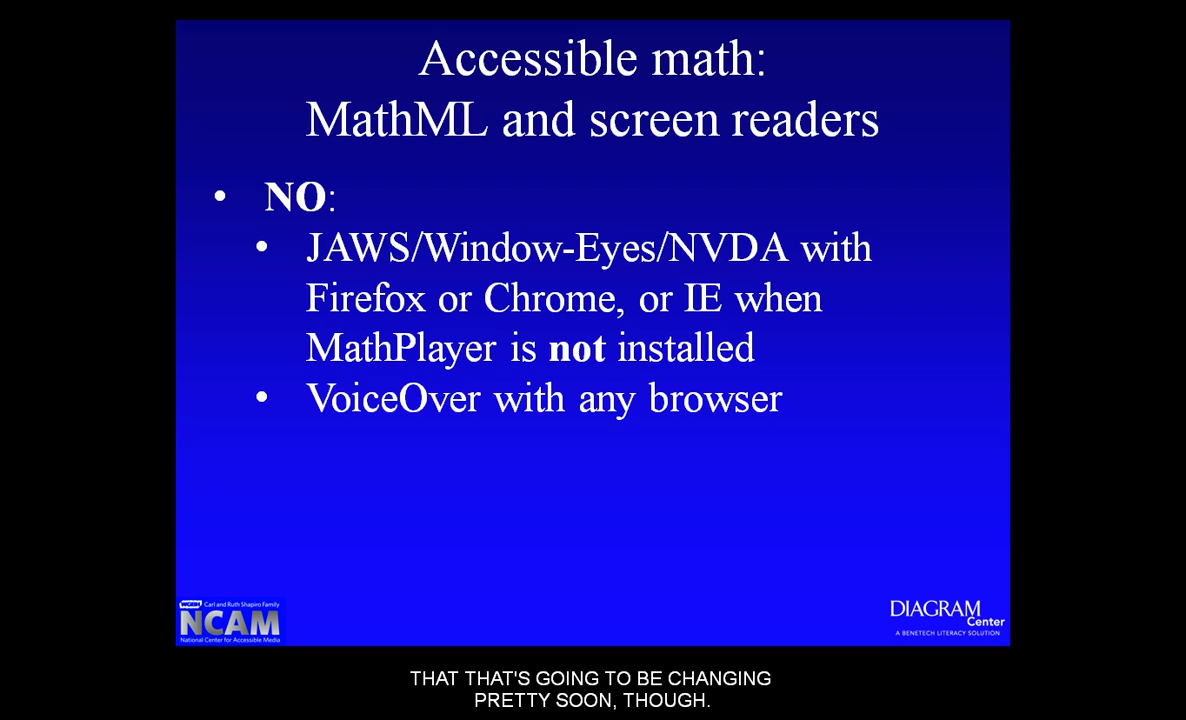 Accessible math:
MathML and screen readers
• NO:
• JAWS/Window-Eyes/NVDA with
Firefox or Chrome, or IE when
MathPlayer is not installed
• VoiceOver with any browser
WGBH Carl and Ruth Shapiro Family
NCAM
National Center for Accessible Media
DIAGRAM
Center
A BENETECH LITERACY SOLUTION
THAT THAT'S GOING TO BE CHANGING
PRETTY SOON, THOUGH.